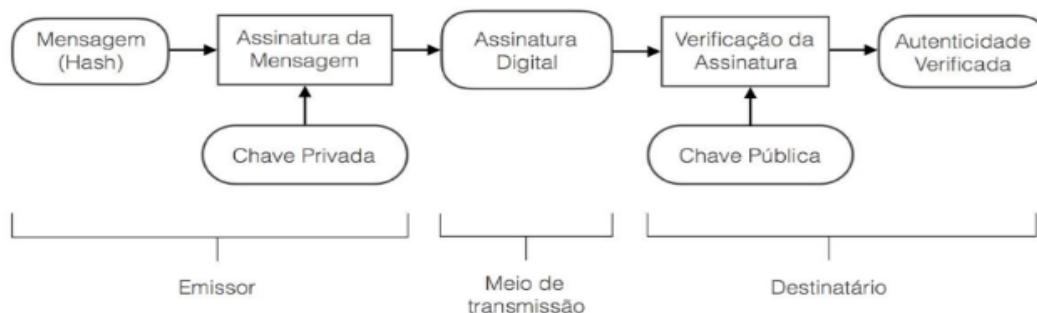 Mensagem
(Hash)
Assinatura da
Mensagem
Assinatura
Digital
Verificação da
Assinatura
Autenticidade
Verificada
Chave Privada
Chave Pública
Emissor
Meio de
transmissão
Destinatário